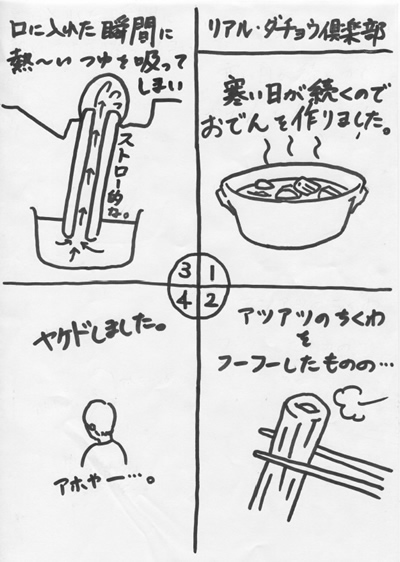 リアル・ダチョウ倶楽部
寒い日が続くので
おでんを作りました。
1
2
アツアツのちくわ
を
フーフーしたものの…
3
口に入れた瞬間に
熱〜いつゆを吸って
しまい
ストロー的な。
4
ヤケドしました。
アホやー…。